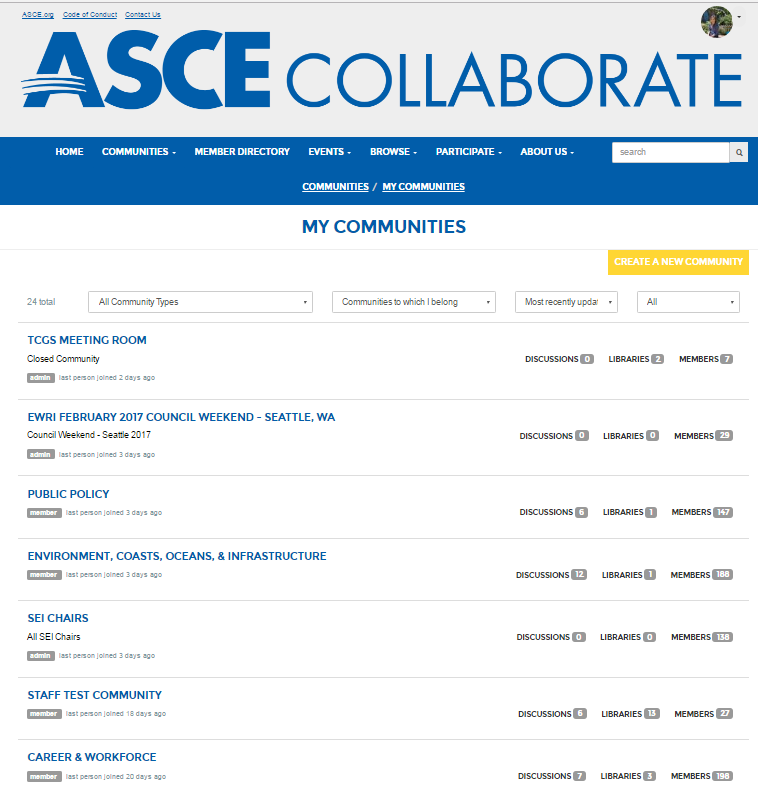 ASCE.org Code of Conduct Contact Us
ASCE COLLABORATE
HOME COMMUNITIES MEMBER DIRECTORY EVENTS BROWSE PARTICIPATE ABOUT US search
COMMUNITIES / MY COMMUNITIES
MY COMMUNITIES
CREATE A NEW COMMUNITY
24 total All Community Types Communities to which I belong Most recently updat All
TCGS MEETING ROOM
Closed Community DISCUSSIONS 0 LIBRARIES 2 MEMBERS 7
admin last person joined 2 days ago
EWRI FEBRUARY 2017 COUNCIL WEEKEND - SEATTLE, WA
Council Weekend - Seattle 2017 DISCUSSIONS 0 LIBRARIES 0 MEMBERS 29
admin last person joined 3 days ago
PUBLIC POLICY
member last person joined 3 days ago DISCUSSIONS 6 LIBRARIES 1 MEMBERS 147
ENVIRONMENT, COASTS, OCEANS, & INFRASTRUCTURE
member last person joined 3 days ago DISCUSSIONS 12 LIBRARIES 1 MEMBERS 188
SEI CHAIRS
All SEI Chairs DISCUSSIONS 0 LIBRARIES 0 MEMBERS 138
admin last person joined 3 days ago
STAFF TEST COMMUNITY
member last person joined 18 days ago DISCUSSIONS 6 LIBRARIES 13 MEMBERS 27
CAREER & WORKFORCE
member last person joined 20 days ago DISCUSSIONS 7 LIBRARIES 3 MEMBERS 198